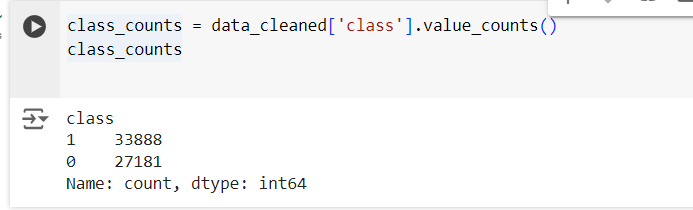 class_counts = data_cleaned['class'].value_counts()
class_counts
class
1    33888
0    27181
Name: count, dtype: int64